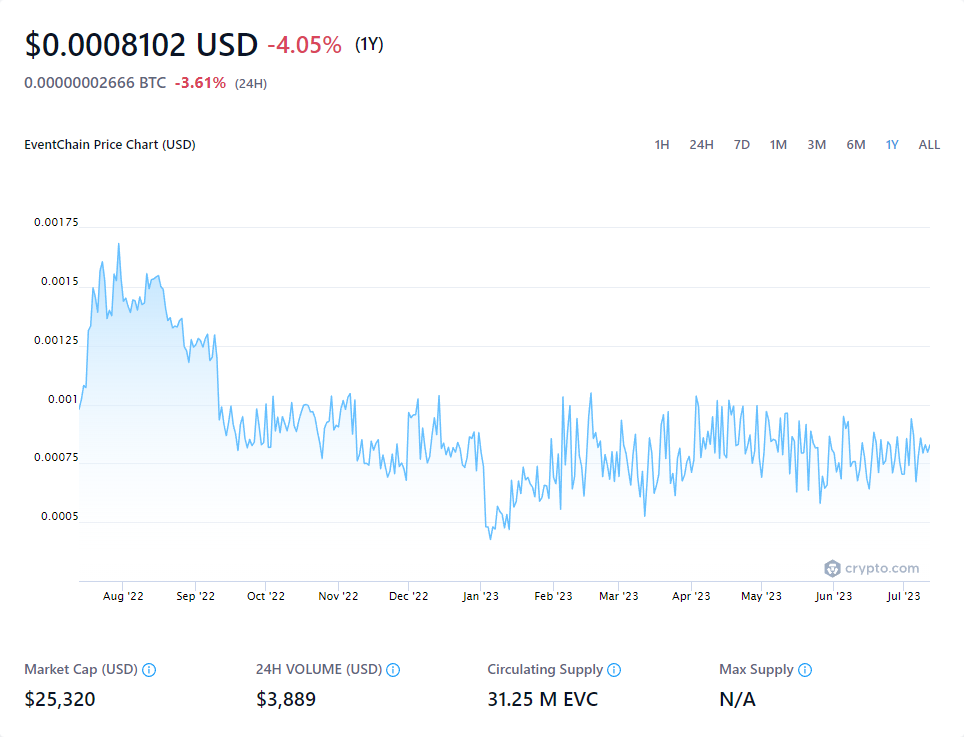 $0.0008102 USD -4.05% (1Y)
0.00000002666 BTC -3.61% (24H)
EventChain Price Chart (USD) 1H 24H 7D 1M 3M 6M 1Y ALL
0.00175
0.0015
0.00125
0.001
0.00075
0.0005
crypto.com
Aug '22 Sep '22 Oct '22 Nov '22 Dec '22 Jan '23 Feb '23 Mar '23 Apr '23 May '23 Jun '23 Jul '23
Market Cap (USD) 24H VOLUME (USD) Circulating Supply Max Supply
$25,320 $3,889 31.25 M EVC N/A